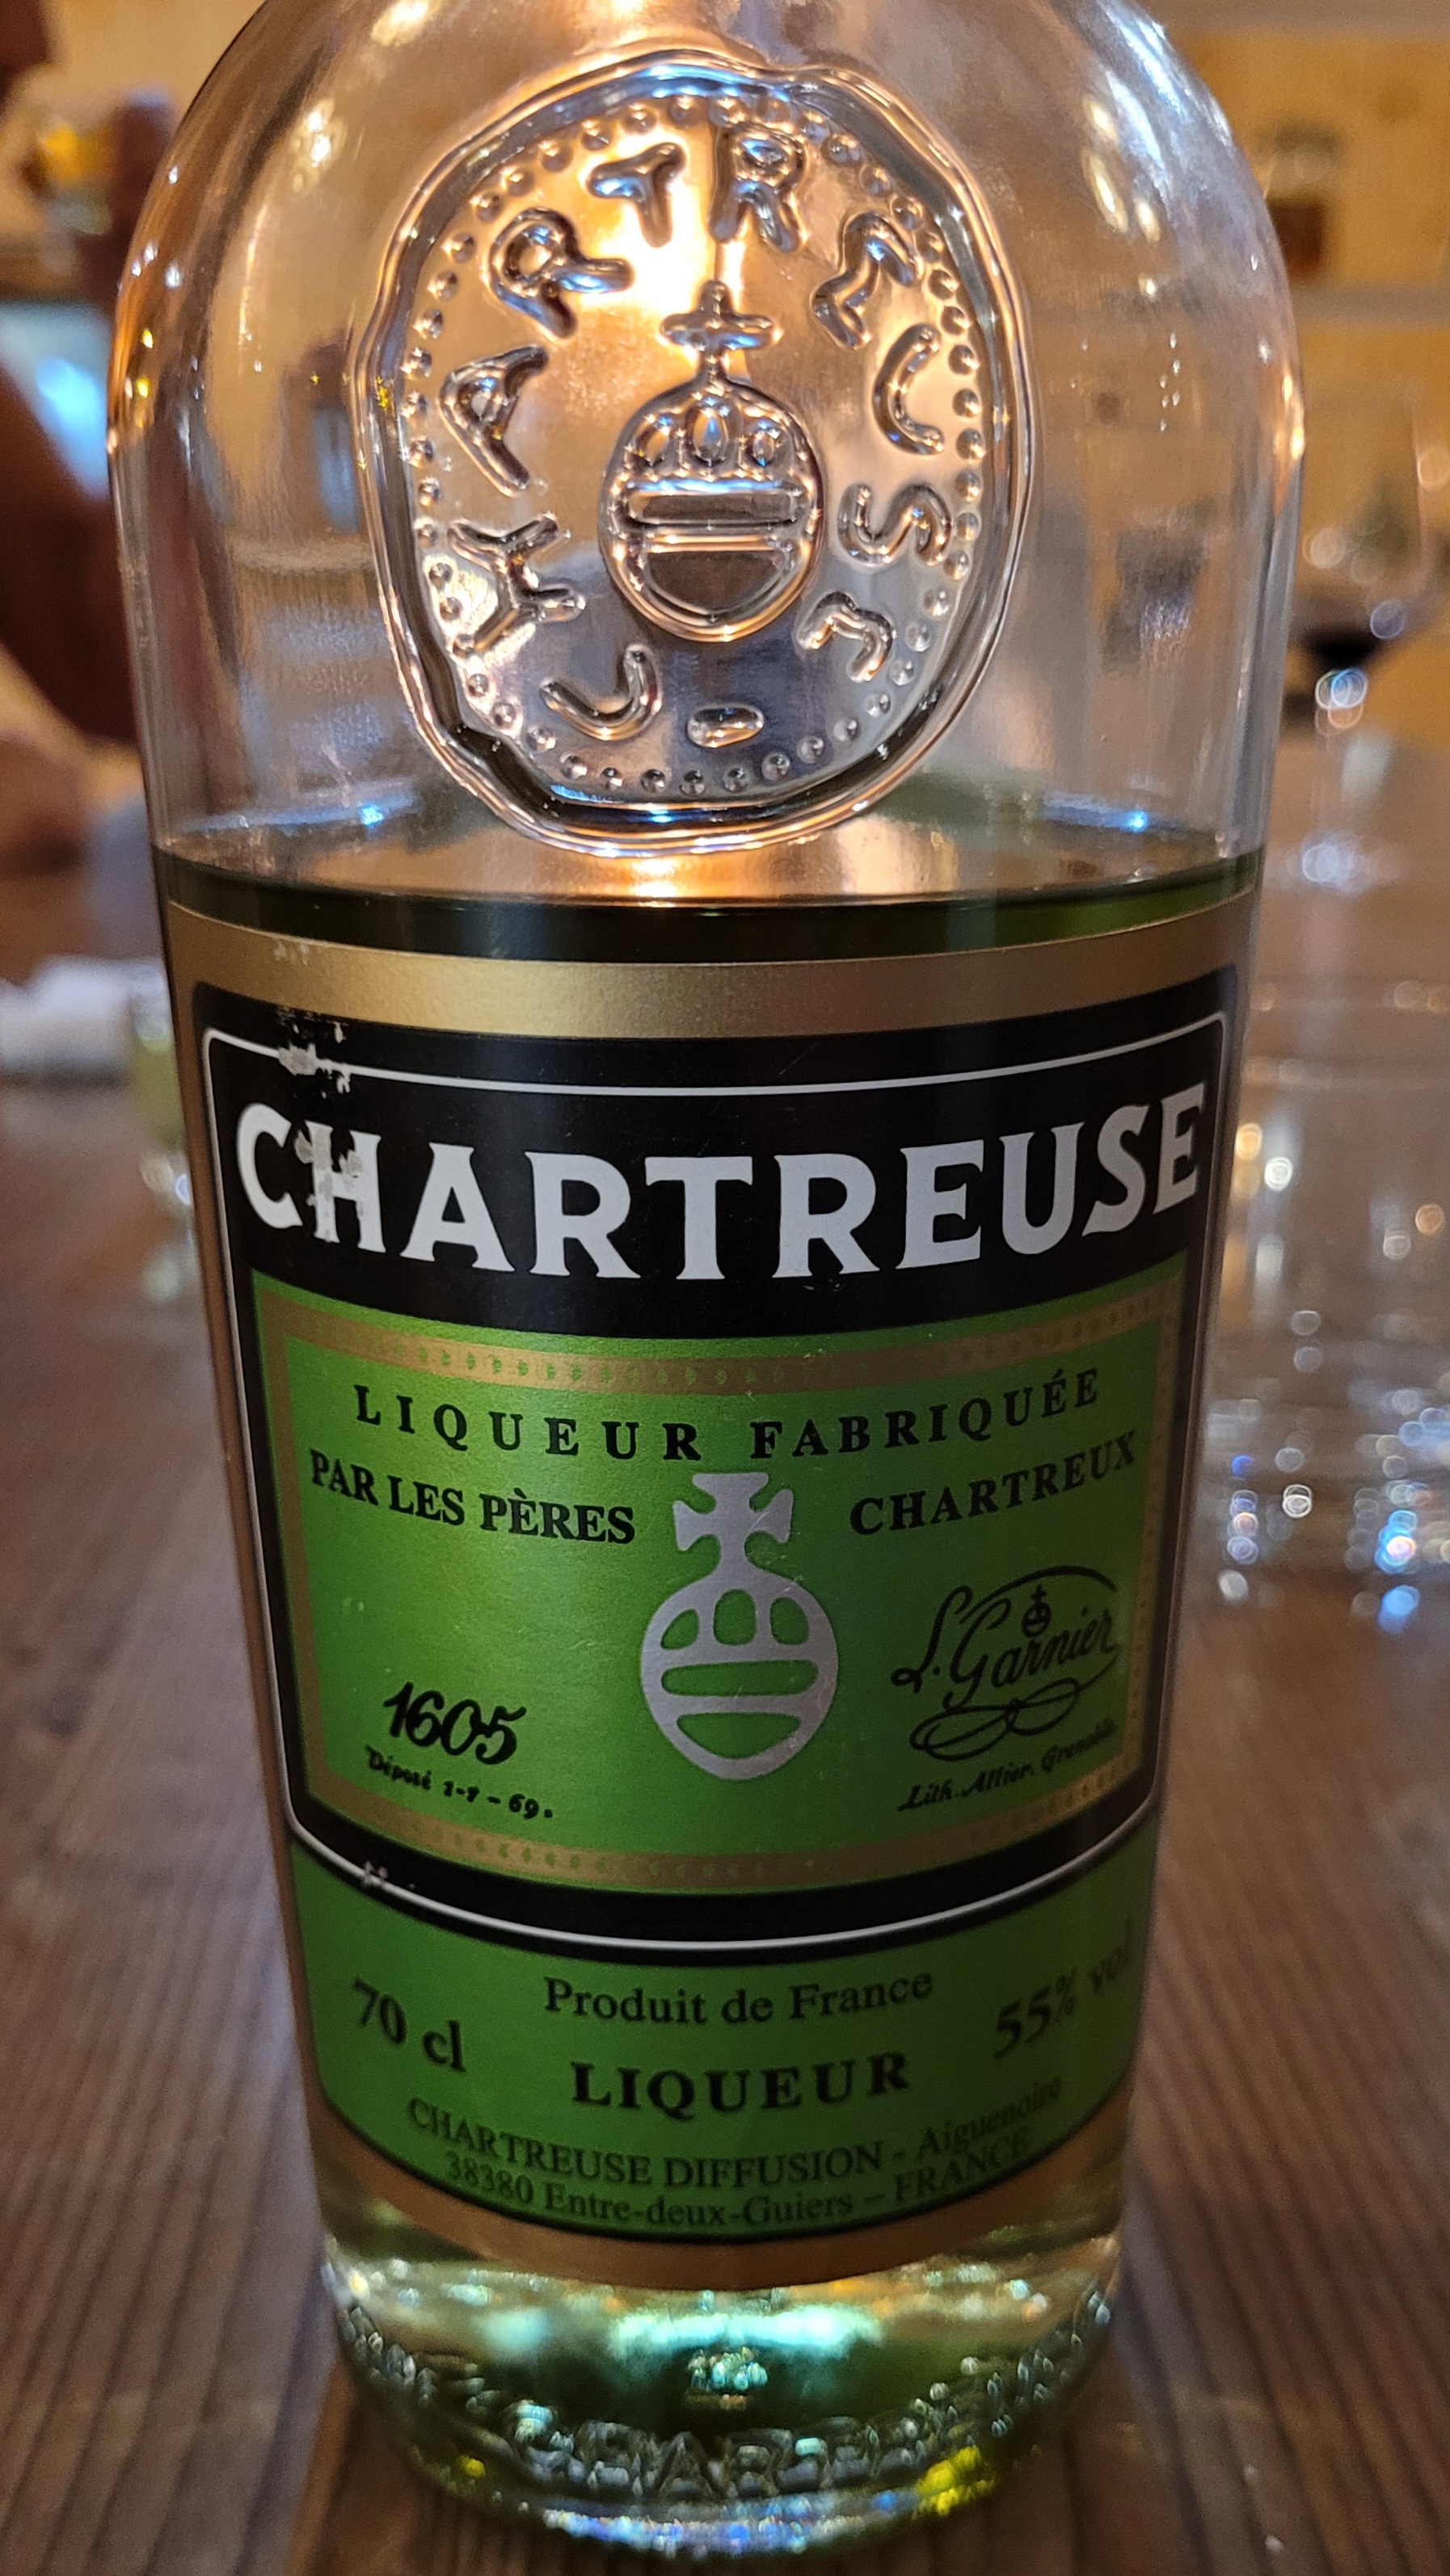 CHARTREUSE
CHARTREUSE
LIQUEUR FABRIQUÉE
PAR LES PÈRES CHARTREUX
L. Garnier
1605
Déposé 1-7-69.
Lith. Allier. Grenoble
Produit de France
70 cl
55% vol
LIQUEUR
CHARTREUSE DIFFUSION - Aiguenoire
38380 Entre-deux-Guiers – FRANCE